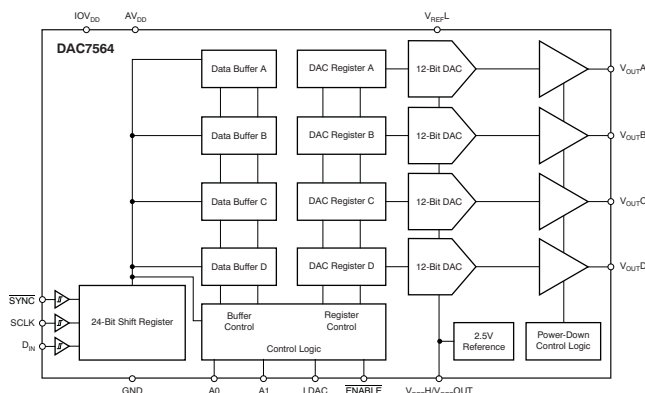 IOVDD AVDD VREFL
DAC7564
Data Buffer A DAC Register A 12-Bit DAC VOUTA
Data Buffer B DAC Register B 12-Bit DAC VOUTB
Data Buffer C DAC Register C 12-Bit DAC VOUTC
Data Buffer D DAC Register D 12-Bit DAC VOUTD
SYNC
SCLK
DIN
24-Bit Shift Register
Buffer Control
Register Control
Control Logic
2.5V Reference
Power-Down Control Logic
GND A0 A1 LDAC ENABLE VREFH/VREFOUT